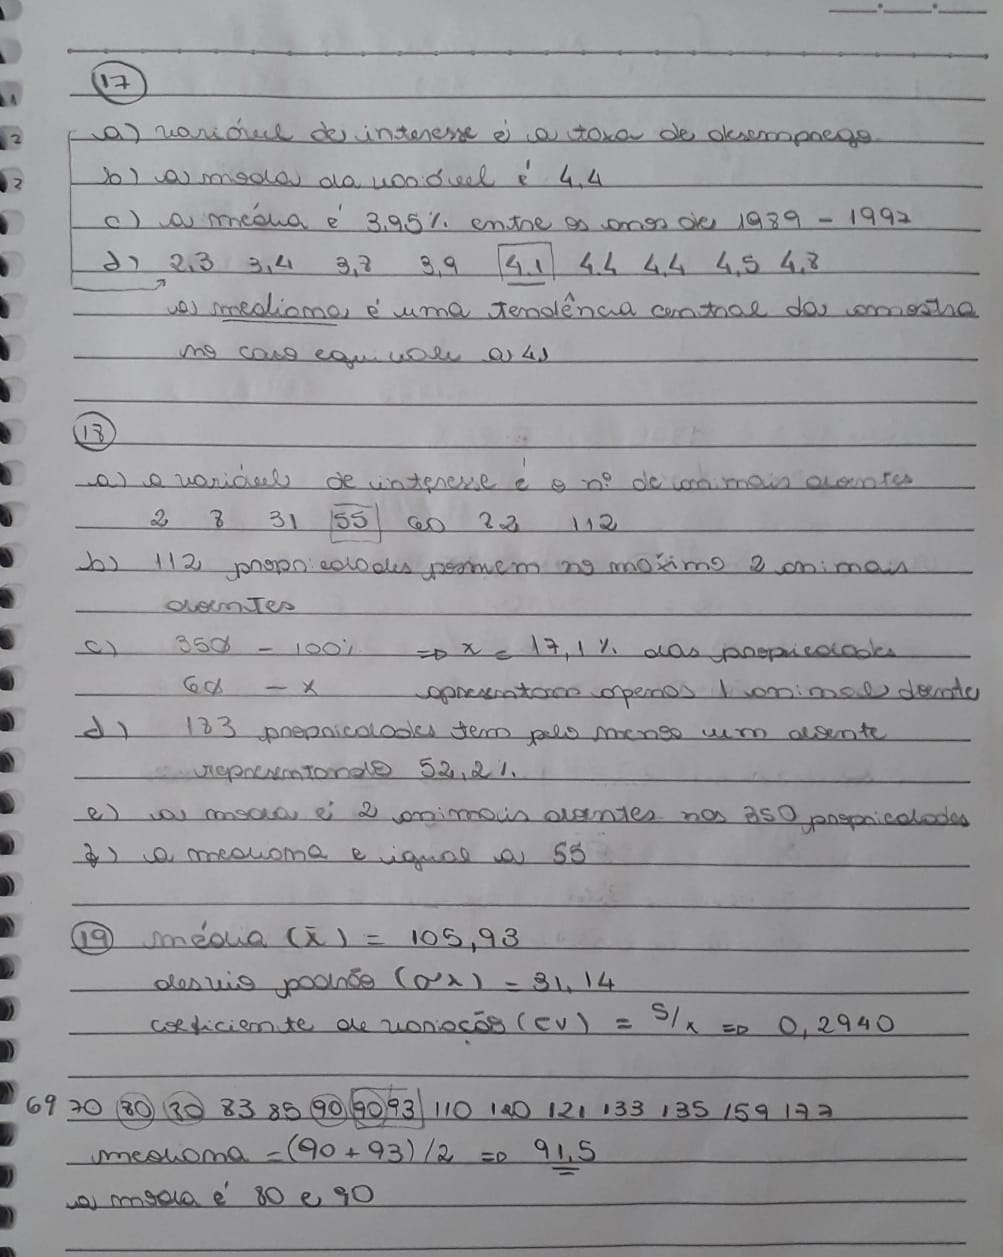 17
a) variável de interesse é a taxa de desemprego
b) a moda da variável é 4,4
c) a média é 3,95% entre os anos de 1989 - 1997
d) 2,3 3,4 3,8 3,9 4,1 4,4 4,4 4,5 4,8
a mediana é uma tendência central da amostra
no caso equivale a 4,1
18
a) a variável de interesse é o nº de animais doentes
2 8 31 55 60 82 112
b) 112 propriedades possuem no máximo 2 animais
doentes
c) 350 - 100% => x = 17,1% das propriedades
60 - x apresentam apenas 1 animal doente
d) 183 propriedades tem pelo menos um doente
representando 52,2%
e) a moda é 2 animais doentes nas 350 propriedades
f) a mediana e igual a 55
19 média (x̄) = 105,93
desvio padrão (σx) = 31,14
coeficiente de variação (CV) = S/x => 0,2940
69 70 80 80 83 85 90 90 93 110 121 133 135 159 177
mediana = (90 + 93) /2 => 91,5
a moda é 80 e 90